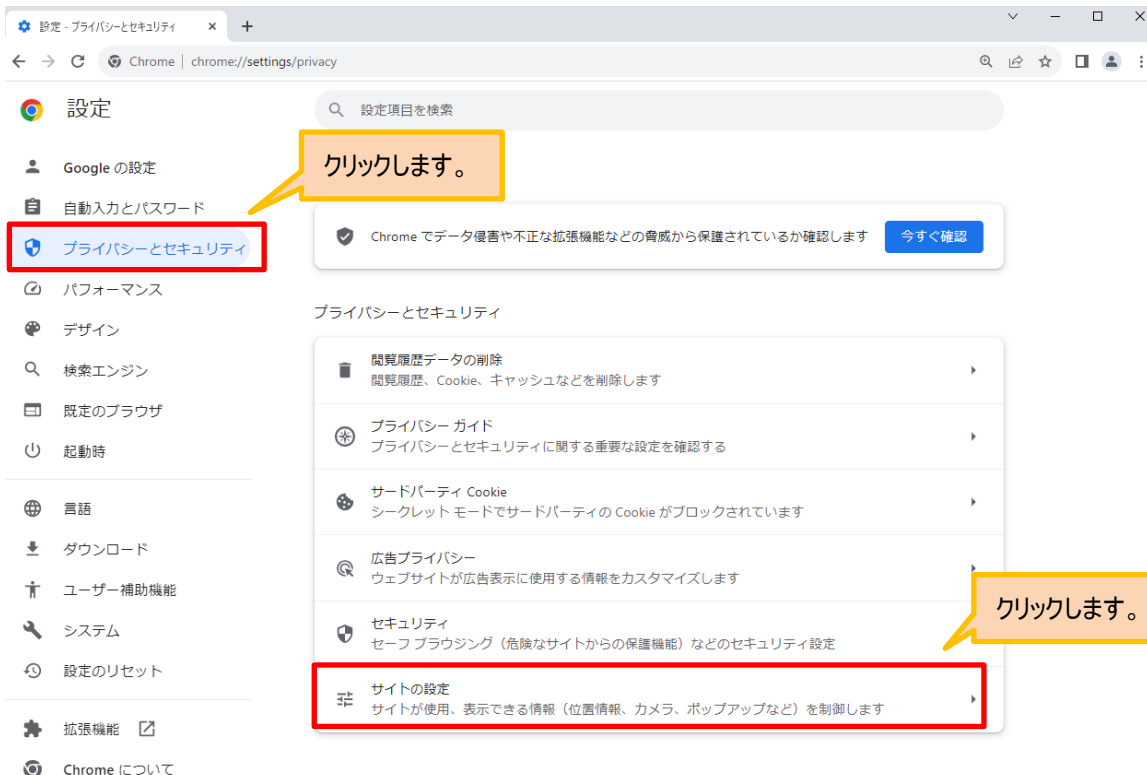 設定 - プライバシーとセキュリティ
Chrome | chrome://settings/privacy
設定
設定項目を検索
Google の設定
自動入力とパスワード
プライバシーとセキュリティ
パフォーマンス
デザイン
検索エンジン
既定のブラウザ
起動時
言語
ダウンロード
ユーザー補助機能
システム
設定のリセット
拡張機能
Chrome について
クリックします。
Chrome でデータ侵害や不正な拡張機能などの脅威から保護されているか確認します
今すぐ確認
プライバシーとセキュリティ
閲覧履歴データの削除
閲覧履歴、Cookie、キャッシュなどを削除します
プライバシー ガイド
プライバシーとセキュリティに関する重要な設定を確認する
サードパーティ Cookie
シークレット モードでサードパーティの Cookie がブロックされています
広告プライバシー
ウェブサイトが広告表示に使用する情報をカスタマイズします
クリックします。
セキュリティ
セーフ ブラウジング（危険なサイトからの保護機能）などのセキュリティ設定
サイトの設定
サイトが使用、表示できる情報（位置情報、カメラ、ポップアップなど）を制御します